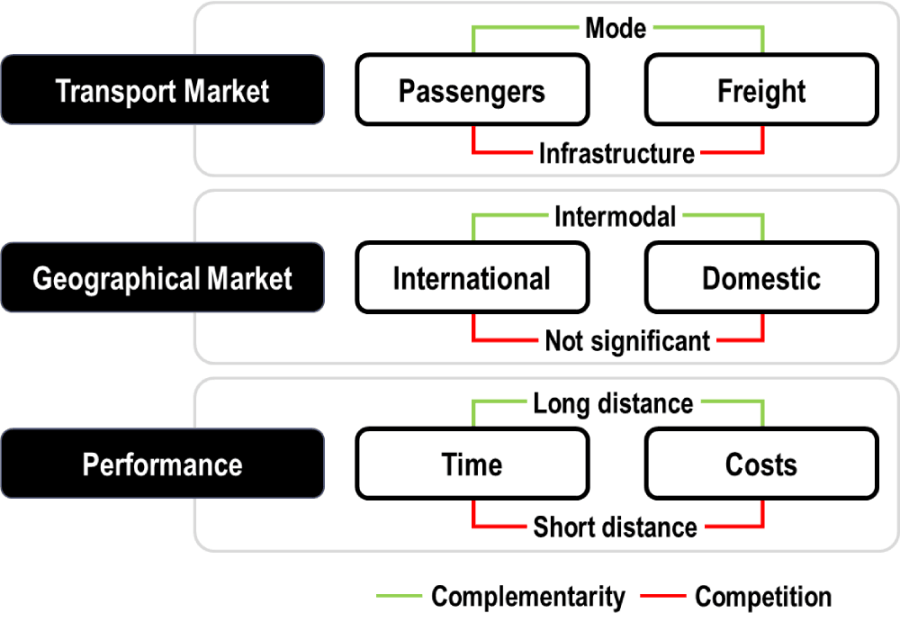 Mode
Transport Market
Passengers
Freight
Infrastructure
Intermodal
Geographical Market
International
Domestic
Not significant
Long distance
Performance
Time
Costs
Short distance
Complementarity
Competition